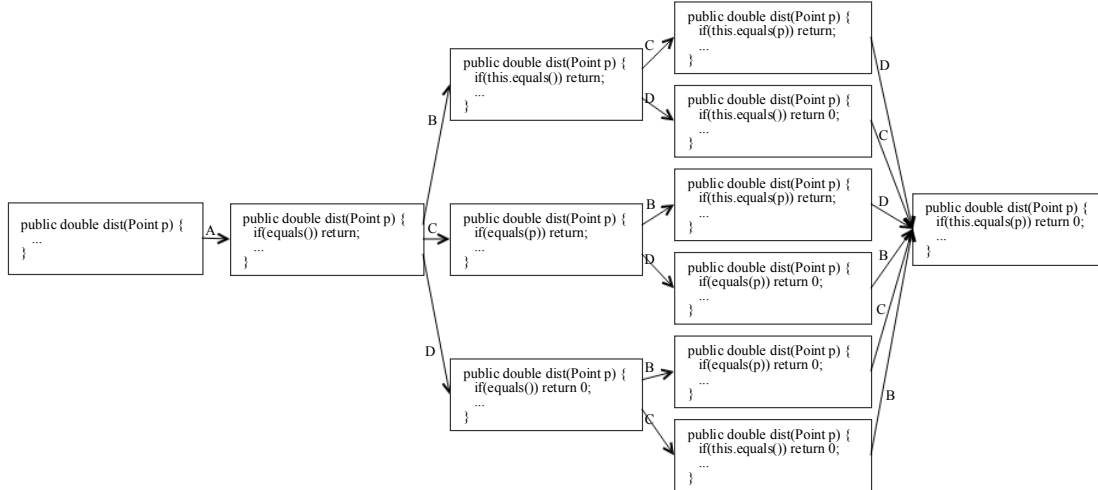 public double dist(Point p) {
...
}
A
public double dist(Point p) {
if(equals()) return;
...
}
B
C
D
public double dist(Point p) {
if(this.equals()) return;
...
}
C
D
public double dist(Point p) {
if(equals(p)) return;
...
}
B
D
public double dist(Point p) {
if(equals()) return 0;
...
}
B
C
public double dist(Point p) {
if(this.equals(p)) return;
...
}
D
public double dist(Point p) {
if(this.equals()) return 0;
...
}
C
public double dist(Point p) {
if(this.equals(p)) return;
...
}
D
public double dist(Point p) {
if(equals(p)) return 0;
...
}
B
public double dist(Point p) {
if(equals(p)) return 0;
...
}
C
public double dist(Point p) {
if(this.equals()) return 0;
...
}
B
public double dist(Point p) {
if(this.equals(p)) return 0;
...
}